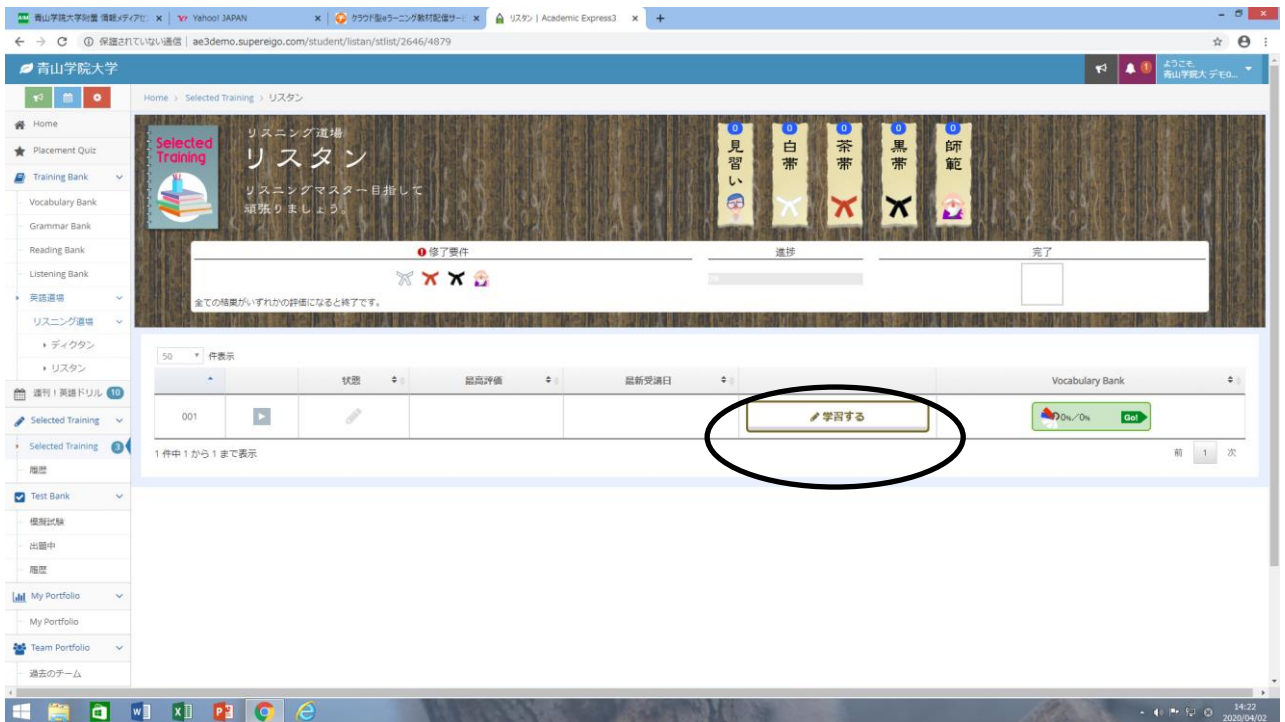 青山学院大学附置 情報メディアセ
Yahoo! JAPAN
クラウド型eラーニング教材配信サー
リスタン | Academic Express3
保護されていない通信 | ae3demo.supereigo.com/student/listan/stlist/2646/4879
青山学院大学
1
ようこそ,
青山学院大 デモ0...
Home > Selected Training > リスタン
Home
Placement Quiz
Training Bank
Vocabulary Bank
Grammar Bank
Reading Bank
Listening Bank
英語道場
リスニング道場
ディクタン
リスタン
週刊!英語ドリル 10
Selected Training
Selected Training 3
履歴
Test Bank
模擬試験
出題中
履歴
My Portfolio
My Portfolio
Team Portfolio
過去のチーム
Selected Training
リスニング道場
リスタン
リスニングマスター目指して
頑張りましょう。
0 見習い
0 白帯
0 茶帯
0 黒帯
0 師範
修了要件
進捗
完了
0%
全ての結果がいずれかの評価になると終了です。
50 件表示
状態 最高評価 最新受講日 Vocabulary Bank
001 学習する 0%/0% Go!
1 件中 1 から 1 まで表示
前 1 次
14:22
2020/04/02